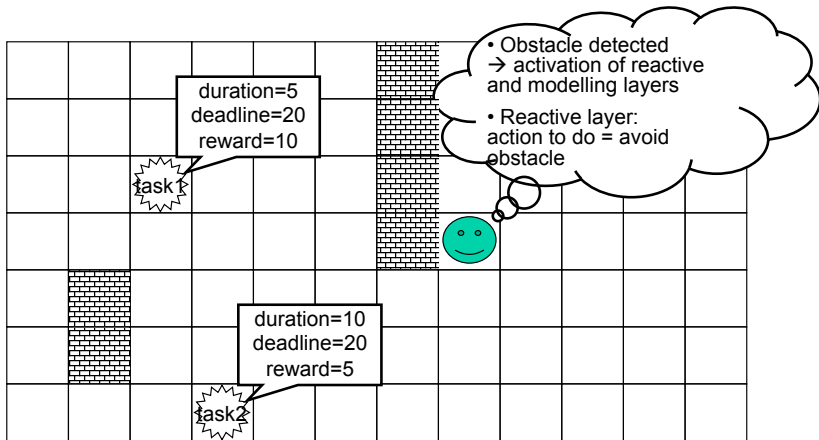 • Obstacle detected
→ activation of reactive
and modelling layers
• Reactive layer:
action to do = avoid
obstacle
duration=5
deadline=20
reward=10
task1
duration=10
deadline=20
reward=5
task2